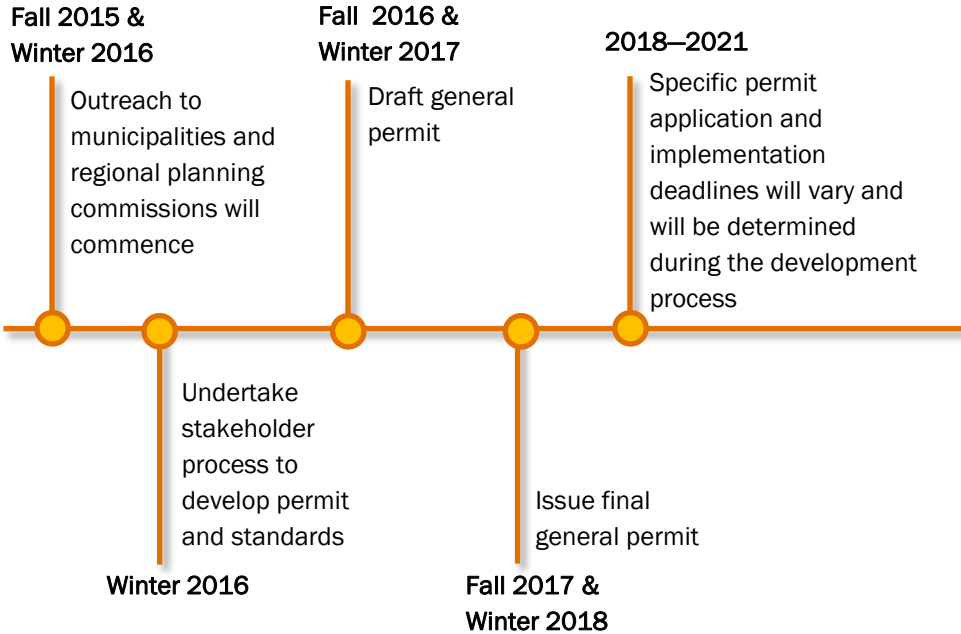 Fall 2015 &
Winter 2016
Outreach to
municipalities and
regional planning
commissions will
commence
Undertake
stakeholder
process to
develop permit
and standards
Winter 2016
Fall  2016 &
Winter 2017
Draft general
permit
Issue final
general permit
Fall 2017 &
Winter 2018
2018—2021
Specific permit
application and
implementation
deadlines will vary and
will be determined
during the development
process